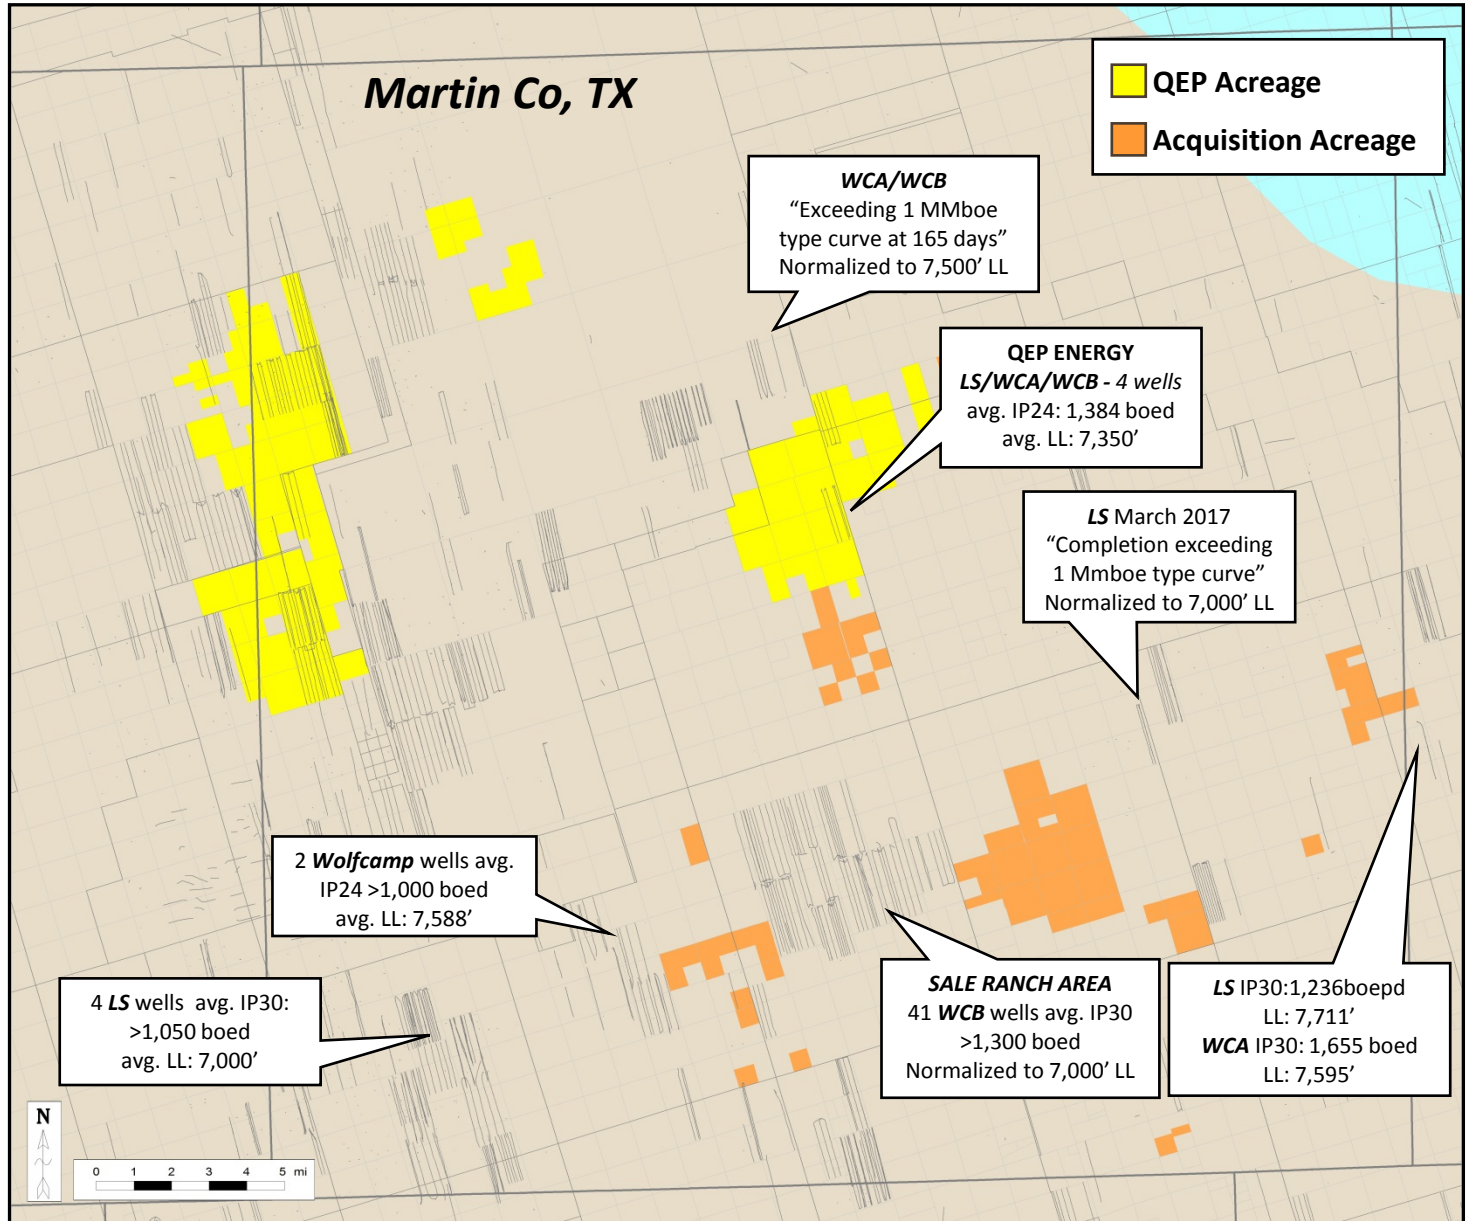 Martin Co, TX
QEP Acreage
Acquisition Acreage
WCA/WCB
“Exceeding 1 MMboe
type curve at 165 days”
Normalized to 7,500’ LL
QEP ENERGY
LS/WCA/WCB - 4 wells
avg. IP24: 1,384 boed
avg. LL: 7,350’
LS March 2017
“Completion exceeding
1 Mmboe type curve”
Normalized to 7,000’ LL
2 Wolfcamp wells avg.
IP24 >1,000 boed
avg. LL: 7,588’
4 LS wells  avg. IP30:
>1,050 boed
avg. LL: 7,000’
SALE RANCH AREA
41 WCB wells avg. IP30
>1,300 boed
Normalized to 7,000’ LL
LS IP30:1,236boepd
LL: 7,711’
WCA IP30: 1,655 boed
LL: 7,595’
N
0 1 2 3 4 5 mi